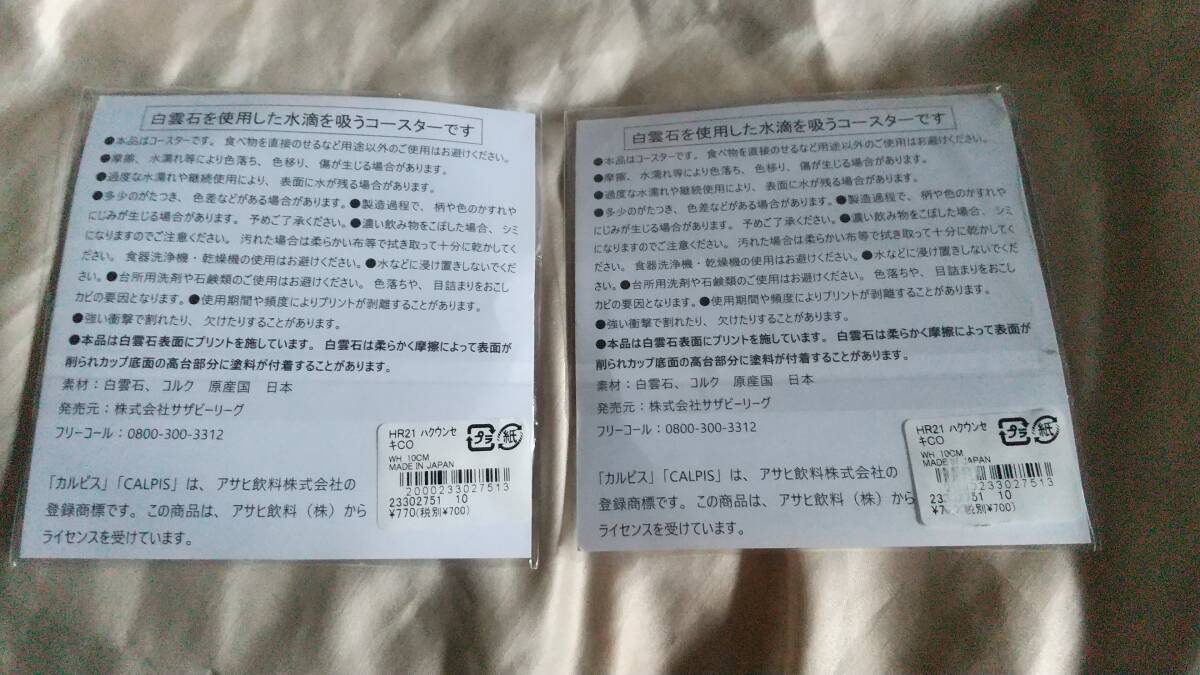 白雲石を使用した水滴を吸うコースターです
●本品はコースターです。 食べ物を直接のせるなど用途以外のご使用はお避けください。
●摩擦、 水濡れ等により色落ち、 色移り、 傷が生じる場合があります。
●過度な水濡れや継続使用により、 表面に水が残る場合があります。
●多少のがたつき、 色差などがある場合があります。●製造過程で、 柄や色のかすれや
にじみが生じる場合があります。 予めご了承ください。●濃い飲み物をこぼした場合、 シミ
になりますのでご注意ください。 汚れた場合は柔らかい布等で拭き取って十分に乾かしてく
ださい。 食器洗浄機・乾燥機の使用はお避けください。●水などに浸け置きしないでくだ
さい。●台所用洗剤や石鹸類のご使用はお避けください。 色落ちや、 目詰まりをおこし
カビの要因となります。●使用期間や頻度によりプリントが剥離することがあります。
●強い衝撃で割れたり、 欠けたりすることがあります。
●本品は白雲石表面にプリントを施しています。 白雲石は柔らかく摩擦によって表面が
削られカップ底面の高台部分に塗料が付着することがあります。
素材：白雲石、コルク 原産国 日本
発売元：株式会社サザビーリーグ
フリーコール：0800-300-3312
「カルピス」「CALPIS」は、アサヒ飲料株式会社の
登録商標です。この商品は、アサヒ飲料（株）から
ライセンスを受けています。
HR21 ハクウンセ
キCO
プラ 紙
WH 10CM
MADE IN JAPAN
2000233027513
23302751 10
¥770(税別¥700)
白雲石を使用した水滴を吸うコースターです
●本品はコースターです。 食べ物を直接のせるなど用途以外のご使用はお避けください。
●摩擦、 水濡れ等により色落ち、 色移り、 傷が生じる場合があります。
●過度な水濡れや継続使用により、 表面に水が残る場合があります。
●多少のがたつき、 色差などがある場合があります。●製造過程で、 柄や色のかすれや
にじみが生じる場合があります。 予めご了承ください。●濃い飲み物をこぼした場合、 シミ
になりますのでご注意ください。 汚れた場合は柔らかい布等で拭き取って十分に乾かしてく
ださい。 食器洗浄機・乾燥機の使用はお避けください。●水などに浸け置きしないでくだ
さい。●台所用洗剤や石鹸類のご使用はお避けください。 色落ちや、 目詰まりをおこし
カビの要因となります。●使用期間や頻度によりプリントが剥離することがあります。
●強い衝撃で割れたり、 欠けたりすることがあります。
●本品は白雲石表面にプリントを施しています。 白雲石は柔らかく摩擦によって表面が
削られカップ底面の高台部分に塗料が付着することがあります。
素材：白雲石、コルク 原産国 日本
発売元：株式会社サザビーリーグ
フリーコール：0800-300-3312
「カルピス」「CALPIS」は、アサヒ飲料株式会社の
登録商標です。この商品は、アサヒ飲料（株）から
ライセンスを受けています。
HR21 ハクウンセ
キCO
プラ 紙
WH 10CM
JAPAN
0233027513
10
(税別¥700)